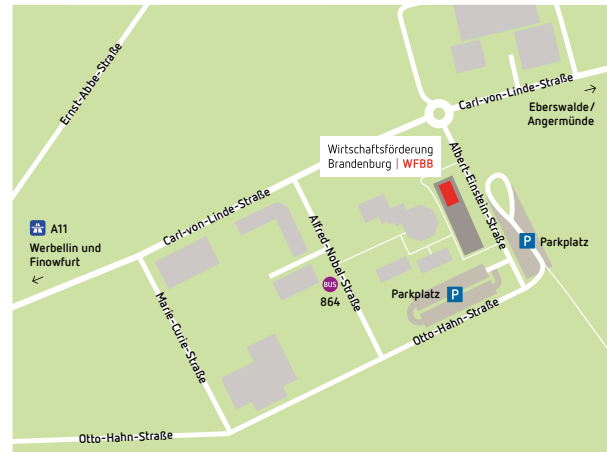 Ernst-Abbe-Straße
Carl-von-Linde-Straße
Eberswalde/
Angermünde
Wirtschaftsförderung
Brandenburg | WFBB
Albert-Einstein-Straße
Carl-von-Linde-Straße
A11
Werbellin und
Finowfurt
Alfred-Nobel-Straße
P Parkplatz
BUS
864
Parkplatz P
Marie-Curie-Straße
Otto-Hahn-Straße
Otto-Hahn-Straße